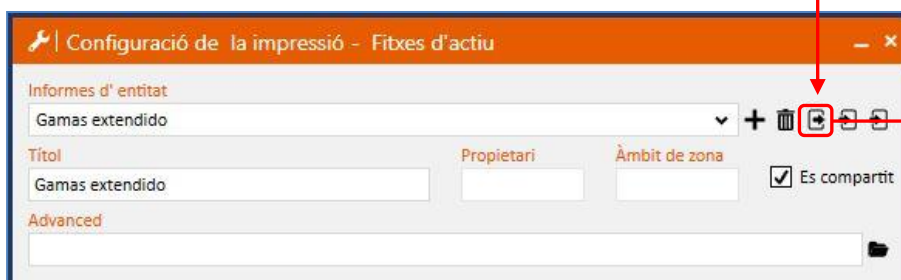 Configuració de la impressió - Fitxes d'actiu
Informes d' entitat
Gamas extendido
Títol Propietari Àmbit de zona
Gamas extendido Es compartit
Advanced